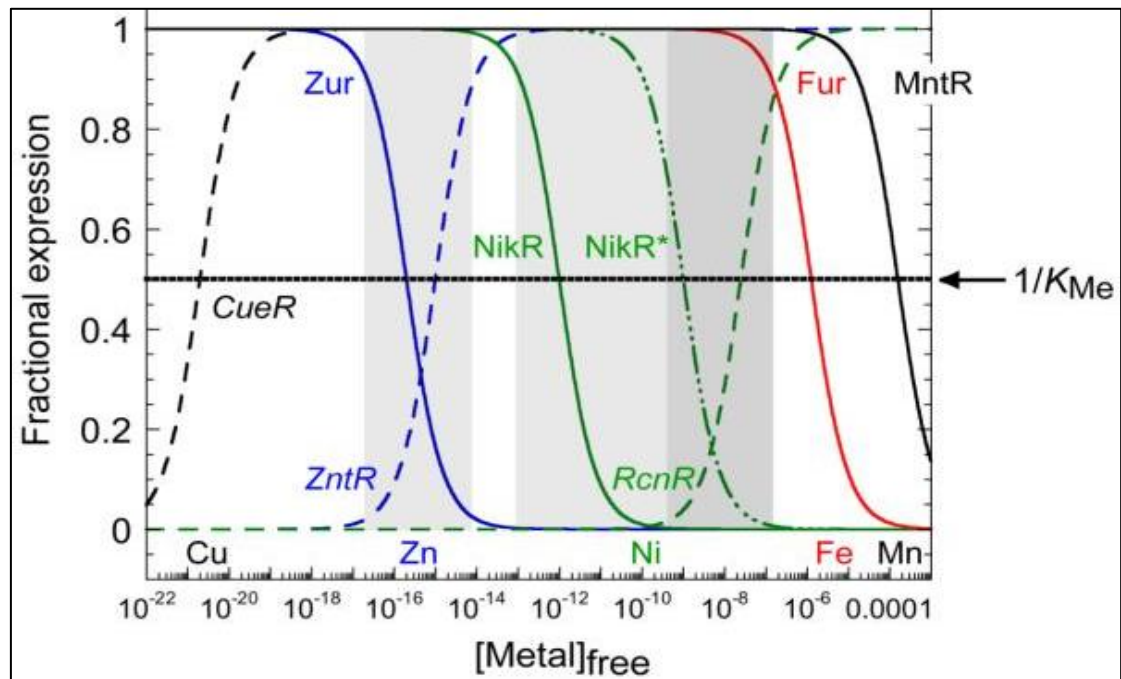 Fractional expression
1
0.8
0.6
0.4
0.2
0
Zur
Fur
MntR
NikR
NikR*
CueR
1/K_Me
ZntR
RcnR
Cu
Zn
Ni
Fe
Mn
10⁻²² 10⁻²⁰ 10⁻¹⁸ 10⁻¹⁶ 10⁻¹⁴ 10⁻¹² 10⁻¹⁰ 10⁻⁸ 10⁻⁶ 0.0001
[Metal]free